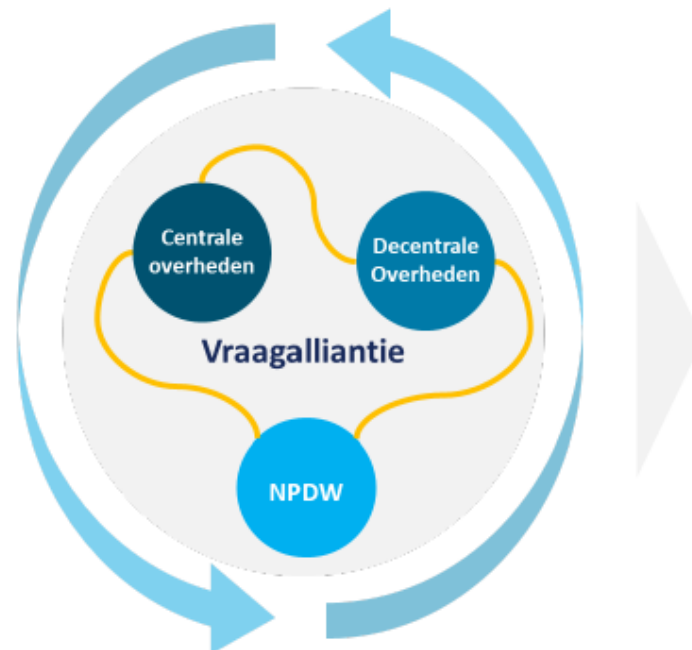 Centrale
overheden
Decentrale
Overheden
Vraagalliantie
NPDW